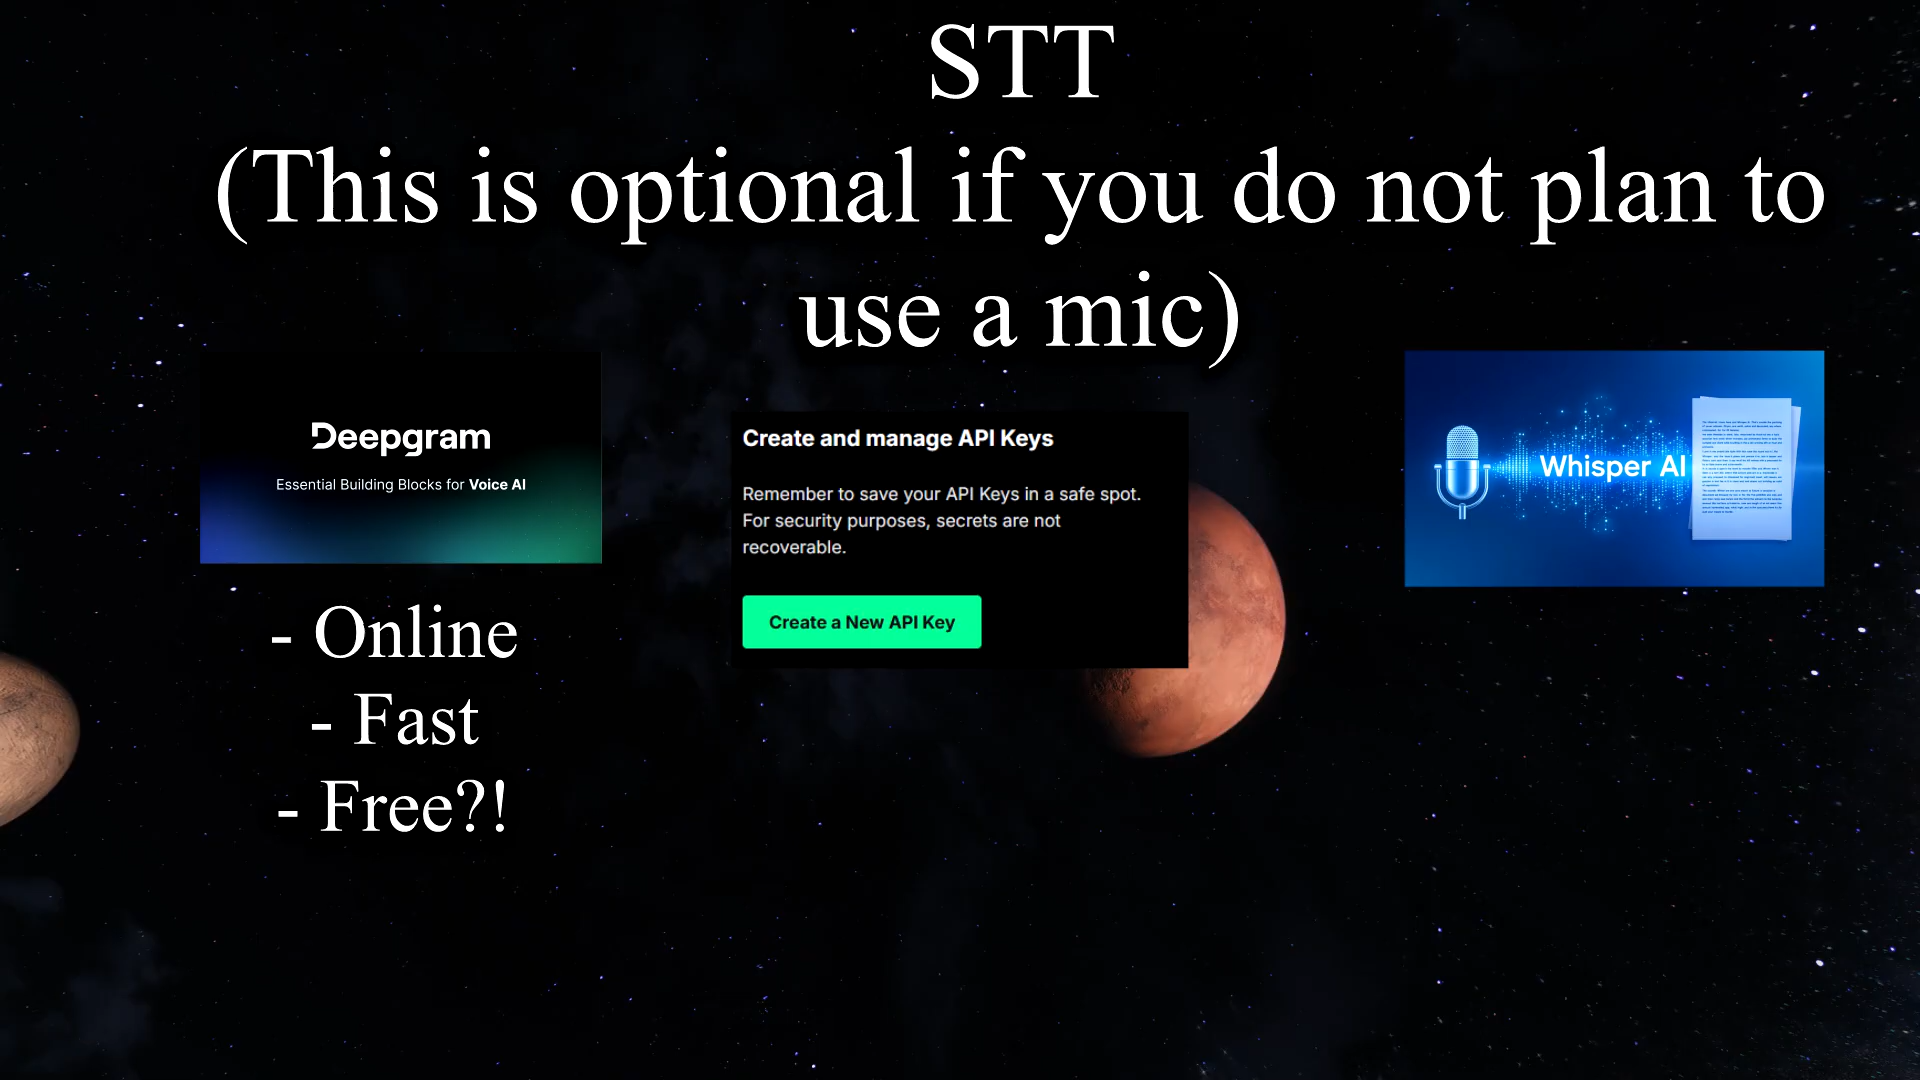 STT
(This is optional if you do not plan to
use a mic)
Deepgram
Essential Building Blocks for Voice AI
- Online
- Fast
- Free?!
Create and manage API Keys
Remember to save your API Keys in a safe spot.
For security purposes, secrets are not
recoverable.
Create a New API Key
Whisper AI